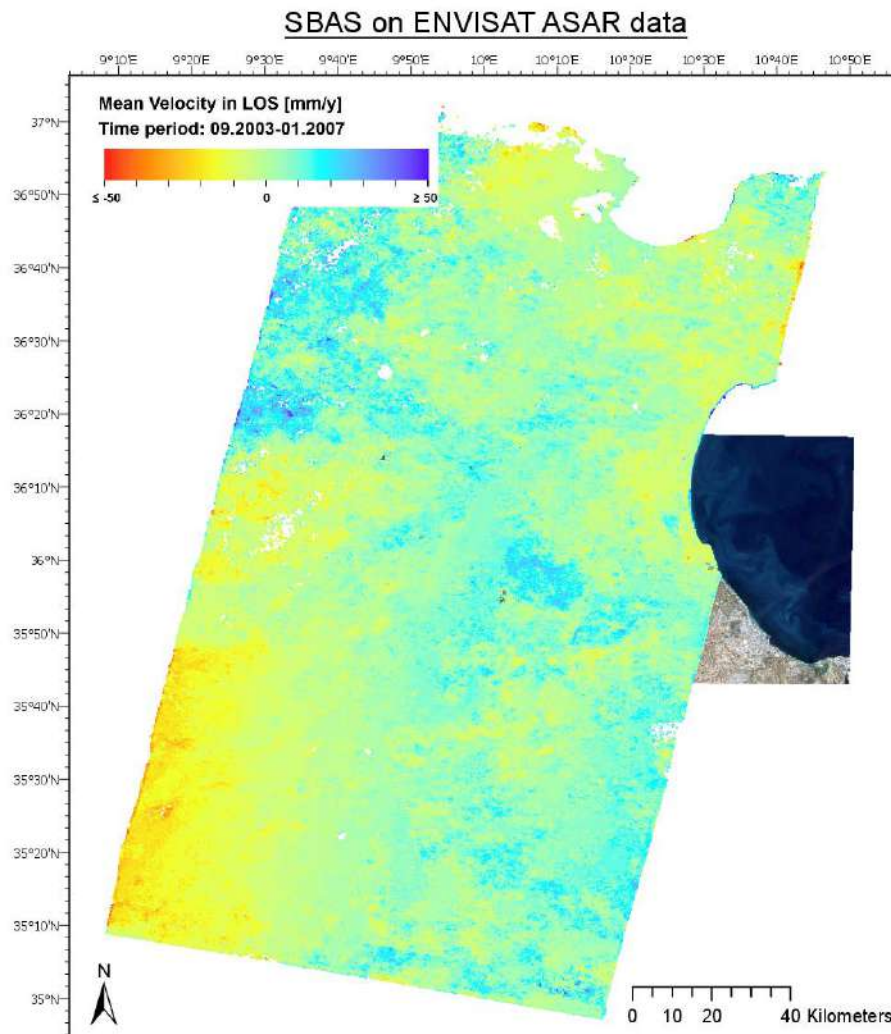 SBAS on ENVISAT ASAR data
9°10'E 9°20'E 9°30'E 9°40'E 9°50'E 10°E 10°10'E 10°20'E 10°30'E 10°40'E 10°50'E
Mean Velocity in LOS [mm/y]
Time period: 09.2003-01.2007
≤ -50 0 ≥ 50
37°N
36°50'N
36°40'N
36°30'N
36°20'N
36°10'N
36°N
35°50'N
35°40'N
35°30'N
35°20'N
35°10'N
35°N
N
0 5 10 20 30 40 Kilometers